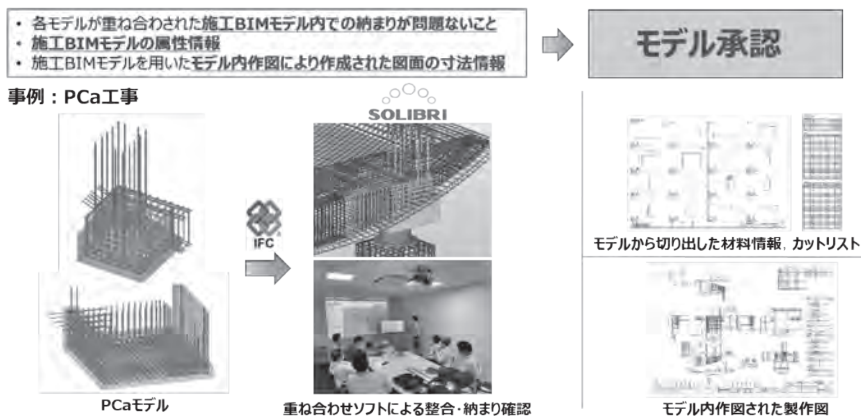 ・各モデルが重ね合わされた施工BIMモデル内での納まりが問題ないこと
・施工BIMモデルの属性情報
・施工BIMモデルを用いたモデル内作図により作成された図面の寸法情報
モデル承認
事例：PCa工事
SOLIBRI
IFC
モデルから切り出した材料情報，カットリスト
PCaモデル
重ね合わせソフトによる整合・納まり確認
モデル内作図された製作図